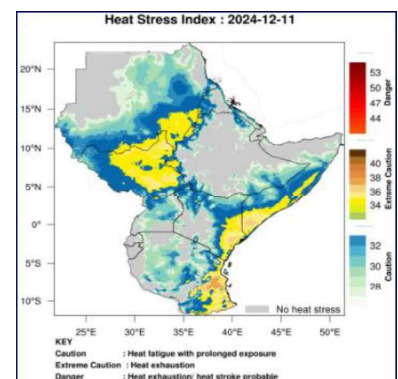 Heat Stress Index : 2024-12-11
20°N
15°N
10°N
5°N
0°
5°S
10°S
25°E 30°E 35°E 40°E 45°E 50°E
53
50
47
44
Danger
40
38
36
34
Extreme Caution
32
30
28
Caution
No heat stress
KEY
Caution : Heat fatigue with prolonged exposure
Extreme Caution : Heat exhaustion
Danger : Heat exhaustion/ heat stroke probable